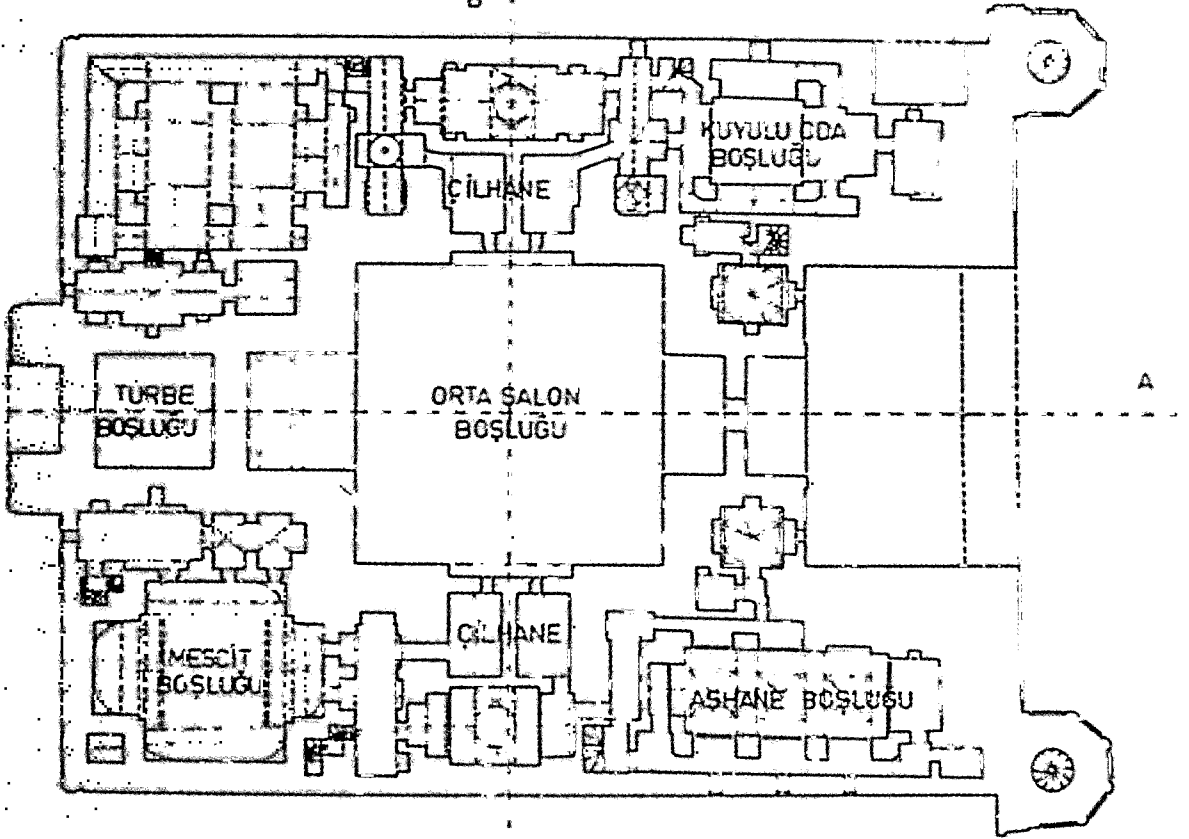 B
KUYULU ODA
BOŞLUĞU
ÇİLHANE
TÜRBE
BOŞLUĞU
ORTA SALON
BOŞLUĞU
A
ÇİLHANE
MESCİT
BOŞLUĞU
AŞHANE BOŞLUĞU